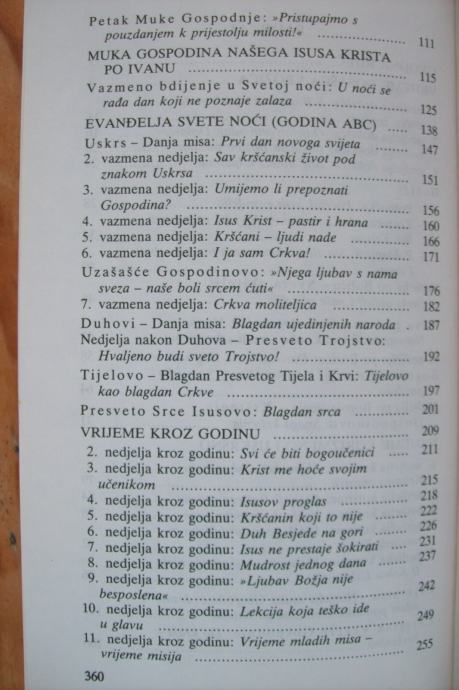 Petak Muke Gospodnje: »Pristupajmo s
pouzdanjem k prijestolju milosti!« ............... 111
MUKA GOSPODINA NAŠEGA ISUSA KRISTA
PO IVANU ............... 115
Vazmeno bdijenje u Svetoj noći: U noći se
rađa dan koji ne poznaje zalaza ............... 125
EVANĐELJA SVETE NOĆI (GODINA ABC) ..... 138
Uskrs – Danja misa: Prvi dan novoga svijeta ..... 147
2. vazmena nedjelja: Sav kršćanski život pod
znakom Uskrsa ............... 151
3. vazmena nedjelja: Umijemo li prepoznati
Gospodina? ............... 156
4. vazmena nedjelja: Isus Krist – pastir i hrana ..... 160
5. vazmena nedjelja: Kršćani – ljudi nade ..... 166
6. vazmena nedjelja: I ja sam Crkva! ..... 171
Uzašašće Gospodinovo: »Njega ljubav s nama
sveza – naše boli srcem ćuti« ............... 176
7. vazmena nedjelja: Crkva moliteljica ..... 182
Duhovi – Danja misa: Blagdan ujedinjenih naroda . 187
Nedjelja nakon Duhova – Presveto Trojstvo:
Hvaljeno budi sveto Trojstvo! ............... 192
Tijelovo – Blagdan Presvetog Tijela i Krvi: Tijelovo
kao blagdan Crkve ............... 197
Presveto Srce Isusovo: Blagdan srca ..... 201
VRIJEME KROZ GODINU ............... 209
2. nedjelja kroz godinu: Svi će biti bogoučenici ..... 211
3. nedjelja kroz godinu: Krist me hoće svojim
učenikom ............... 215
4. nedjelja kroz godinu: Isusov proglas ..... 218
5. nedjelja kroz godinu: Kršćanin koji to nije ..... 222
6. nedjelja kroz godinu: Duh Besjede na gori ..... 226
7. nedjelja kroz godinu: Isus ne prestaje šokirati ..... 231
8. nedjelja kroz godinu: Mudrost jednog dana ..... 237
9. nedjelja kroz godinu: »Ljubav Božja nije
besposlena« ............... 242
10. nedjelja kroz godinu: Lekcija koja teško ide
u glavu ............... 249
11. nedjelja kroz godinu: Vrijeme mladih misa –
vrijeme misija ............... 255
360